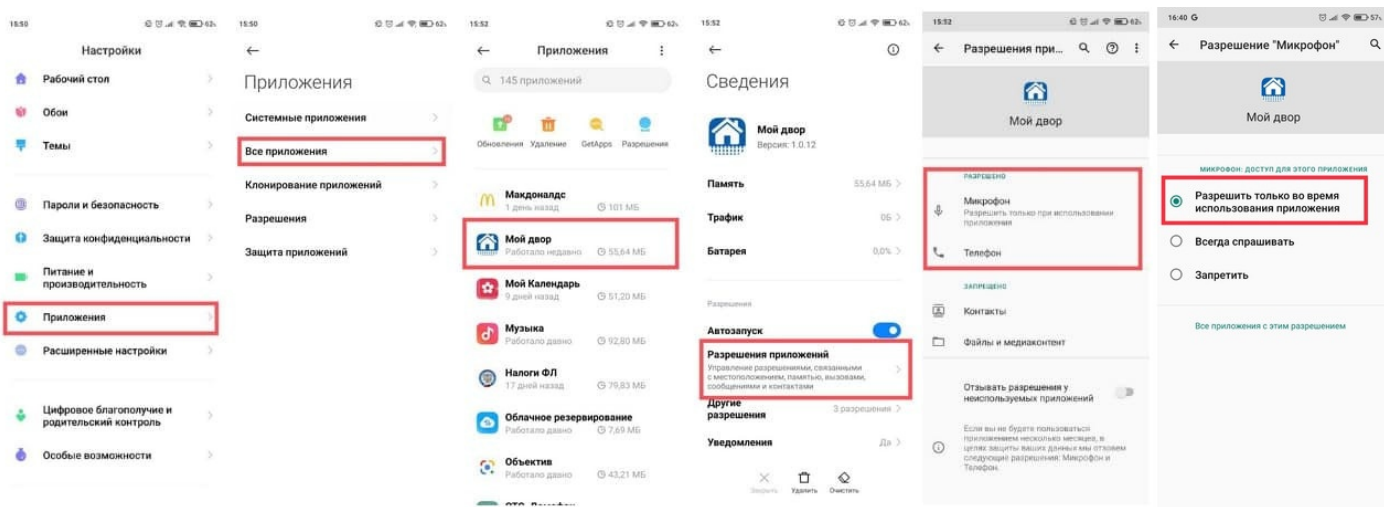 15:50
62%
Настройки
Рабочий стол
Обои
Темы
Пароли и безопасность
Защита конфиденциальности
Питание и
производительность
Приложения
Расширенные настройки
Цифровое благополучие и
родительский контроль
Особые возможности
15:50
62%
Приложения
Системные приложения
Все приложения
Клонирование приложений
Разрешения
Защита приложений
15:52
62%
Приложения
145 приложений
Обновления Удаление GetApps Разрешения
Макдоналдс
1 день назад 101 МБ
Мой двор
Работало недавно 55,64 МБ
Мой Календарь
9 дней назад 51,20 МБ
Музыка
Работало давно 92,80 МБ
Налоги ФЛ
17 дней назад 79,83 МБ
Облачное резервирование
Работало давно 7,69 МБ
Объектив
Работало давно 43,21 МБ
15:52
62%
Сведения
Мой двор
Версия: 1.0.12
Память 55,64 МБ
Трафик 0Б
Батарея 0,0%
Разрешения
Автозапуск
Разрешения приложений
Управление разрешениями, связанными
с местоположением, памятью, вызовами,
сообщениями и контактами
Другие
разрешения 3 разрешения
Уведомления Да
Закрыть Удалить Очистить
15:52
62%
Разрешения при...
Мой двор
РАЗРЕШЕНО
Микрофон
Разрешить только при использовании
приложения
Телефон
ЗАПРЕЩЕНО
Контакты
Файлы и медиаконтент
Отзывать разрешения у
неиспользуемых приложений
Если вы не будете пользоваться
приложением несколько месяцев, в
целях защиты ваших данных мы отзовем
следующие разрешения: Микрофон и
Телефон.
16:40 G
57%
Разрешение "Микрофон"
Мой двор
МИКРОФОН: ДОСТУП ДЛЯ ЭТОГО ПРИЛОЖЕНИЯ
Разрешить только во время
использования приложения
Всегда спрашивать
Запретить
Все приложения с этим разрешением